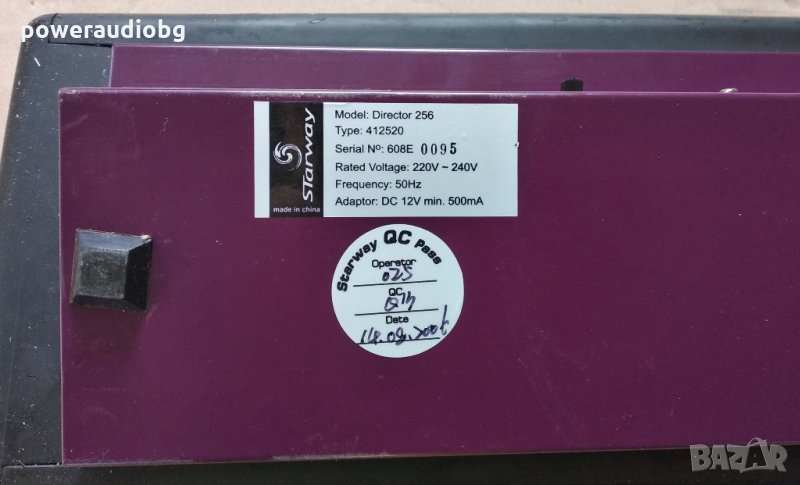 poweraudiobg
Starway
made in china
Model: Director 256
Type: 412520
Serial Nº: 608E 0095
Rated Voltage: 220V ~ 240V
Frequency: 50Hz
Adaptor: DC 12V min. 500mA
Starway QC Pass
Operator
025
QC
Date
BAZAR